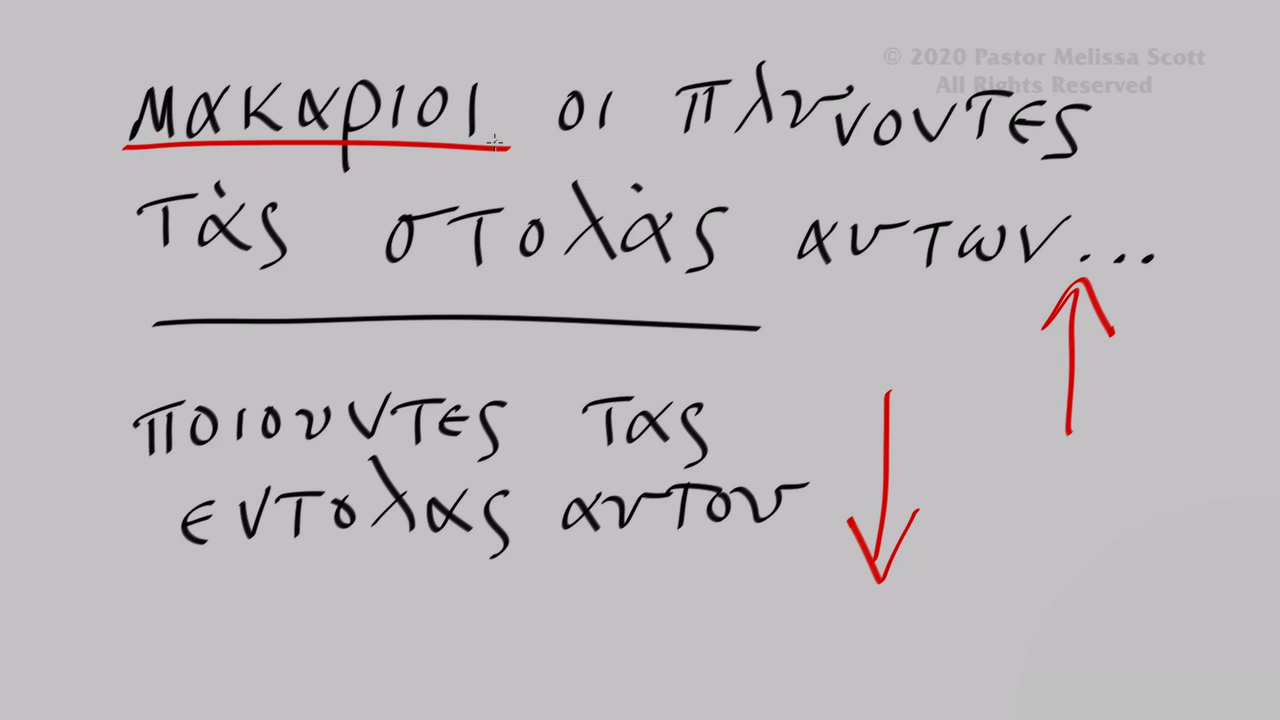 © 2020 Pastor Melissa Scott
All Rights Reserved
μακαριοι οι πλυνοντες
τὰς στολὰς αυτων...
ποιουντες τας
εντολας αυτου